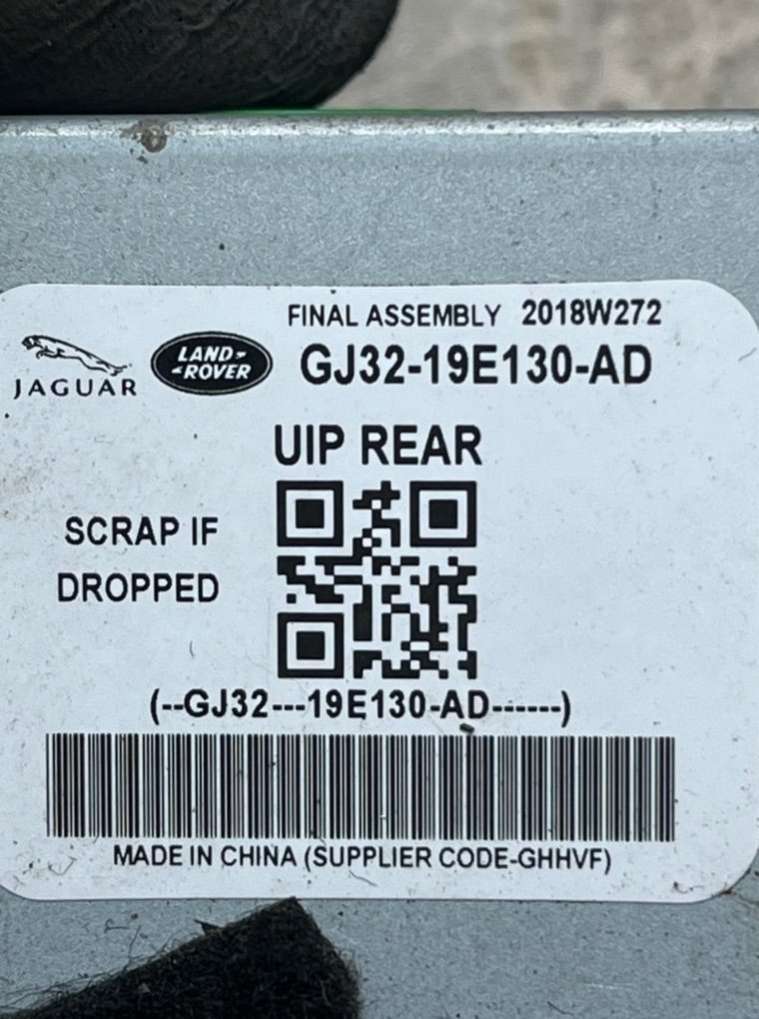 FINAL ASSEMBLY 2018W272
JAGUAR
LAND-
-ROVER
GJ32-19E130-AD
UIP REAR
SCRAP IF
DROPPED
(--GJ32---19E130-AD------)
MADE IN CHINA (SUPPLIER CODE-GHHVF)